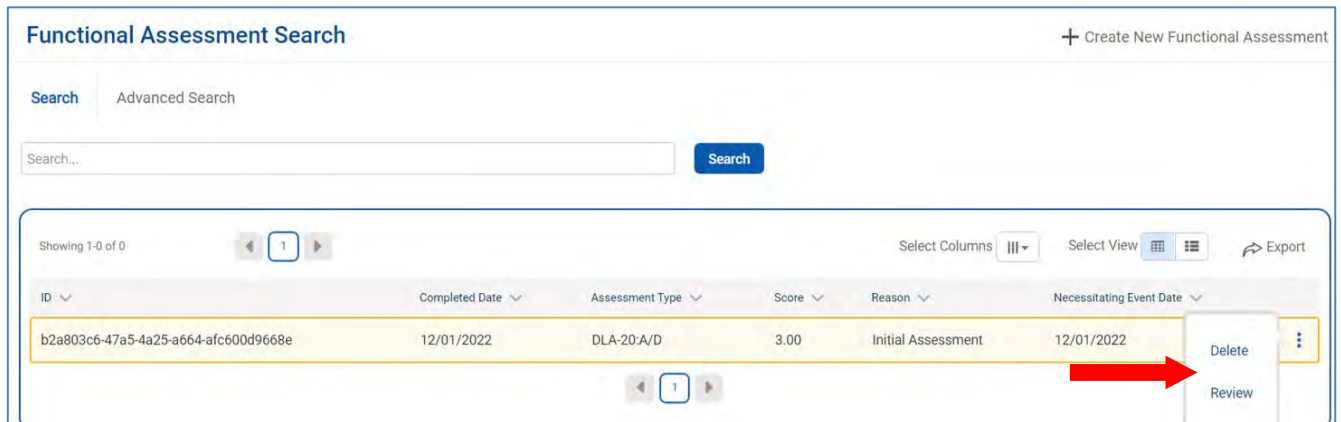 Functional Assessment Search
Create New Functional Assessment
Search Advanced Search
Search... Search
Showing 1-0 of 0 1 Select Columns Select View Export
ID Completed Date Assessment Type Score Reason Necessitating Event Date
b2a803c6-47a5-4a25-a664-afc600d9668e 12/01/2022 DLA-20:A/D 3.00 Initial Assessment 12/01/2022
Delete
1
Review